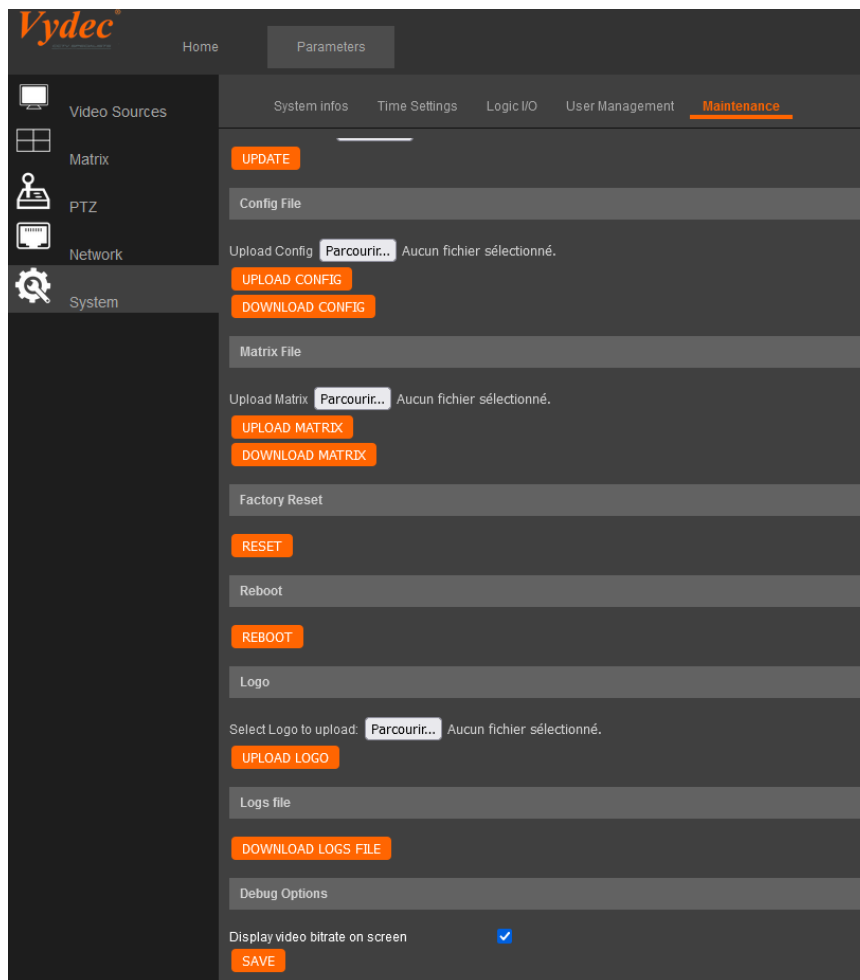 Vydec®
Home
Parameters
Video Sources
Matrix
PTZ
Network
System
System infos
Time Settings
Logic I/O
User Management
Maintenance
UPDATE
Config File
Upload Config Parcourir... Aucun fichier sélectionné.
UPLOAD CONFIG
DOWNLOAD CONFIG
Matrix File
Upload Matrix Parcourir... Aucun fichier sélectionné.
UPLOAD MATRIX
DOWNLOAD MATRIX
Factory Reset
RESET
Reboot
REBOOT
Logo
Select Logo to upload: Parcourir... Aucun fichier sélectionné.
UPLOAD LOGO
Logs file
DOWNLOAD LOGS FILE
Debug Options
Display video bitrate on screen
SAVE